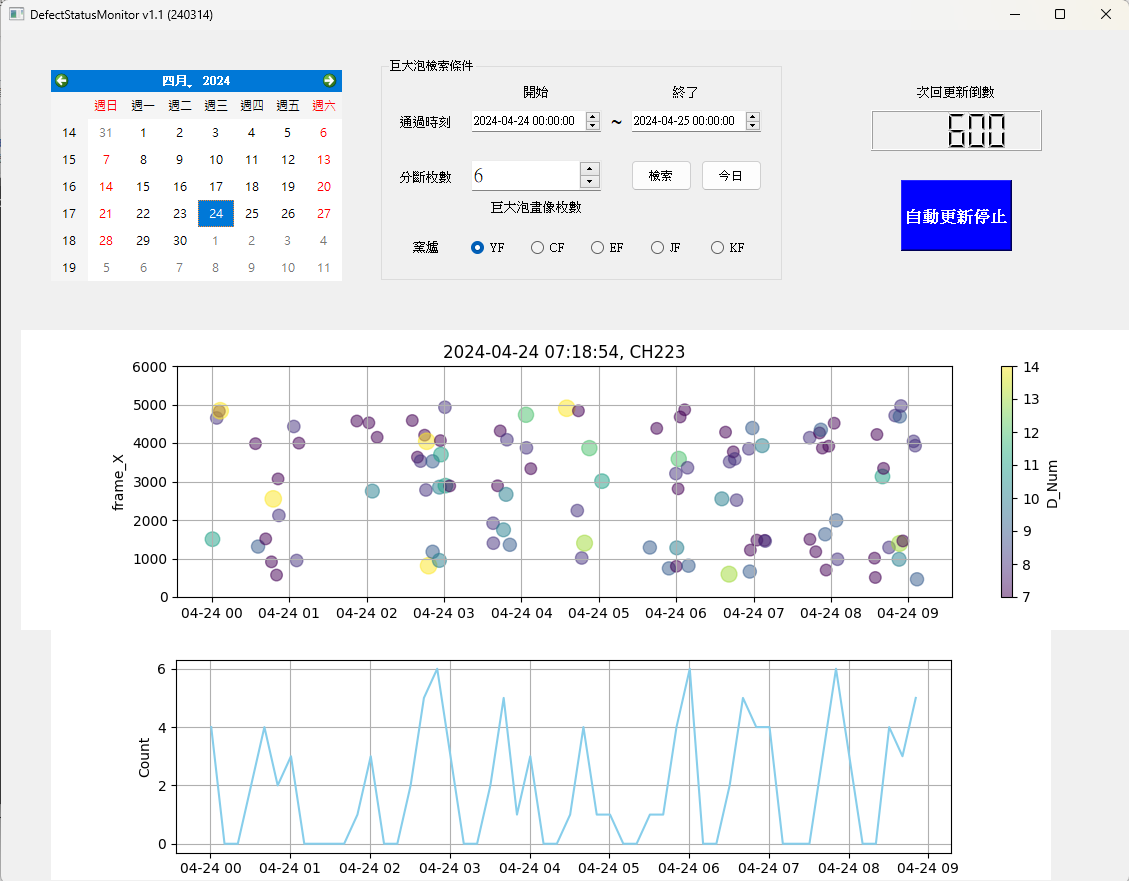 DefectStatusMonitor v1.1 (240314)
四月, 2024
週日 週一 週二 週三 週四 週五 週六
14 31 1 2 3 4 5 6
15 7 8 9 10 11 12 13
16 14 15 16 17 18 19 20
17 21 22 23 24 25 26 27
18 28 29 30 1 2 3 4
19 5 6 7 8 9 10 11
巨大泡檢索條件
開始 終了
通過時刻 2024-04-24 00:00:00 ~ 2024-04-25 00:00:00
分斷枚數 6 檢索 今日
巨大泡畫像枚數
窯爐 YF CF EF JF KF
次回更新倒數
600
自動更新停止
2024-04-24 07:18:54, CH223
frame_X
6000
5000
4000
3000
2000
1000
0
04-24 00 04-24 01 04-24 02 04-24 03 04-24 04 04-24 05 04-24 06 04-24 07 04-24 08 04-24 09
14
13
12
11
10
9
8
7
D_Num
Count
6
4
2
0
04-24 00 04-24 01 04-24 02 04-24 03 04-24 04 04-24 05 04-24 06 04-24 07 04-24 08 04-24 09